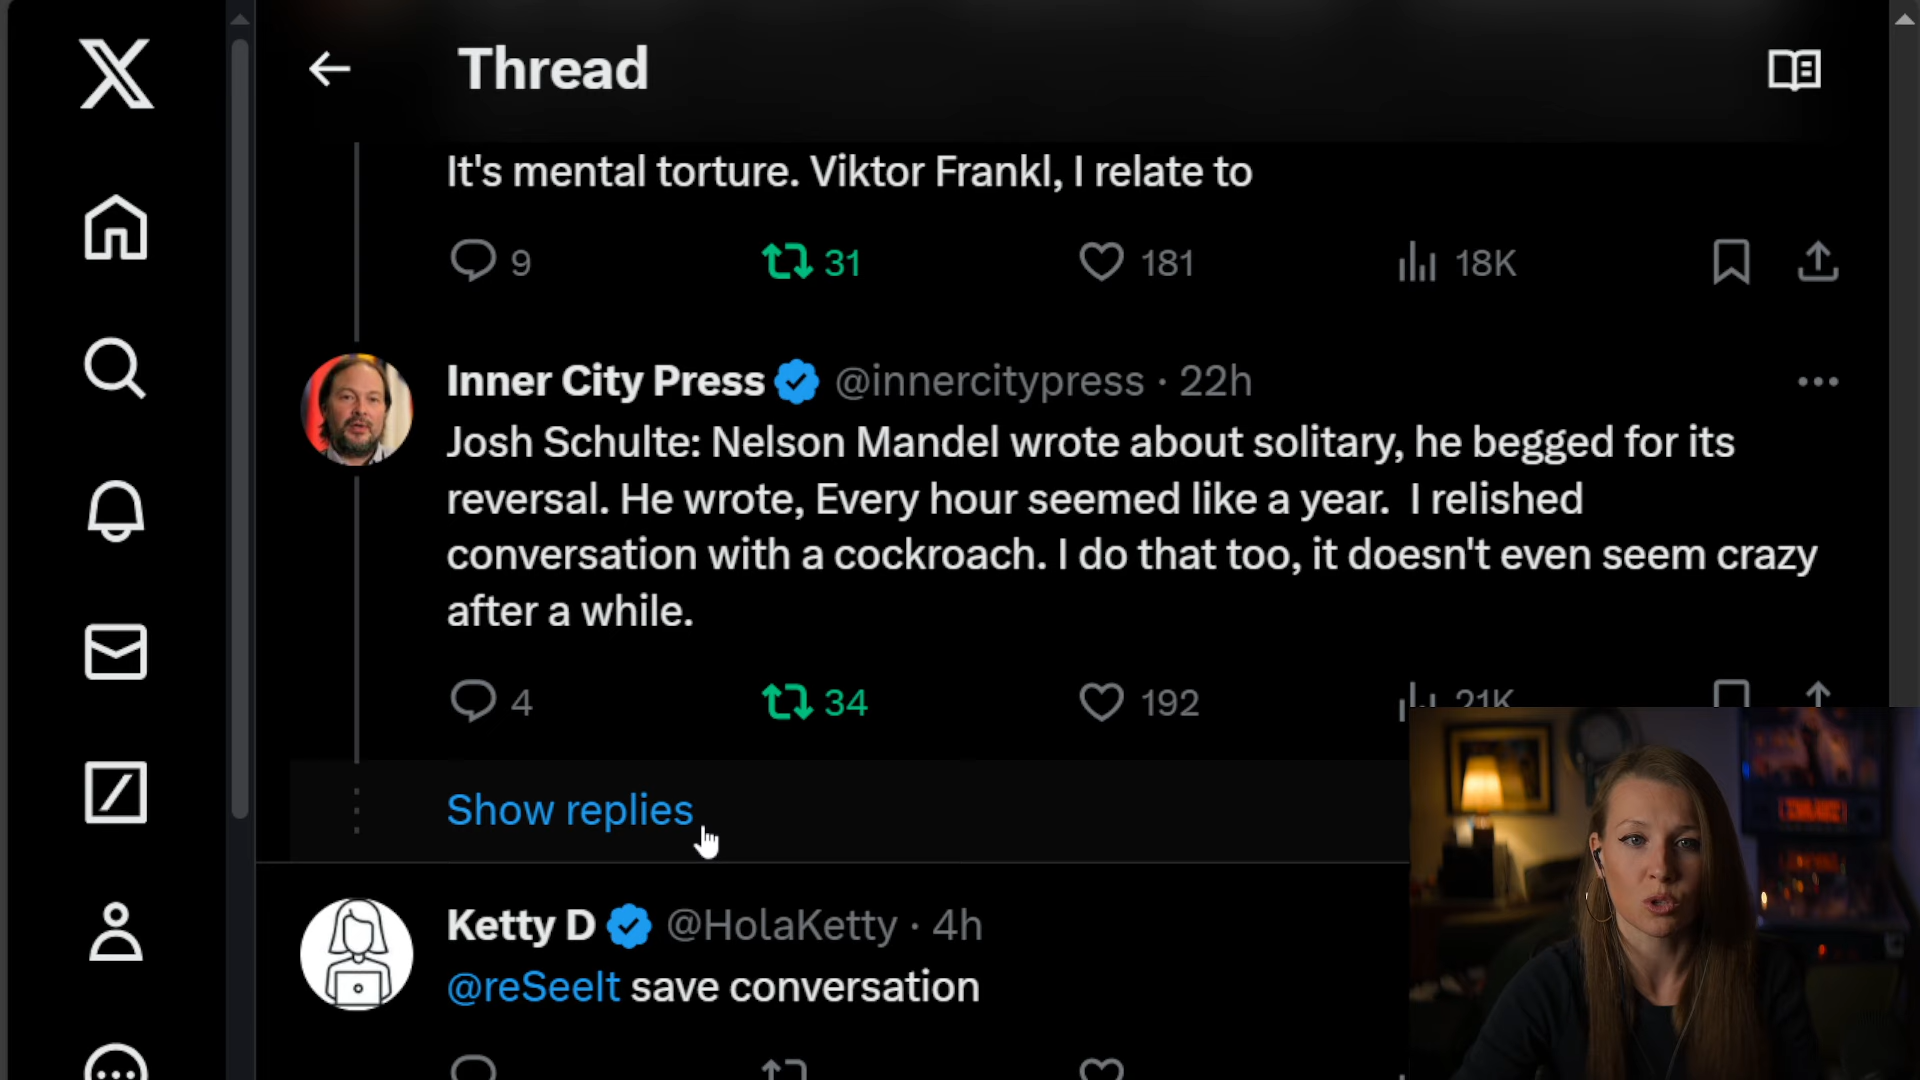 Thread
It's mental torture. Viktor Frankl, I relate to
9 31 181 18K
Inner City Press @innercitypress · 22h
Josh Schulte: Nelson Mandel wrote about solitary, he begged for its
reversal. He wrote, Every hour seemed like a year. I relished
conversation with a cockroach. I do that too, it doesn't even seem crazy
after a while.
4 34 192 21K
Show replies
Ketty D @HolaKetty · 4h
@reSeeIt save conversation